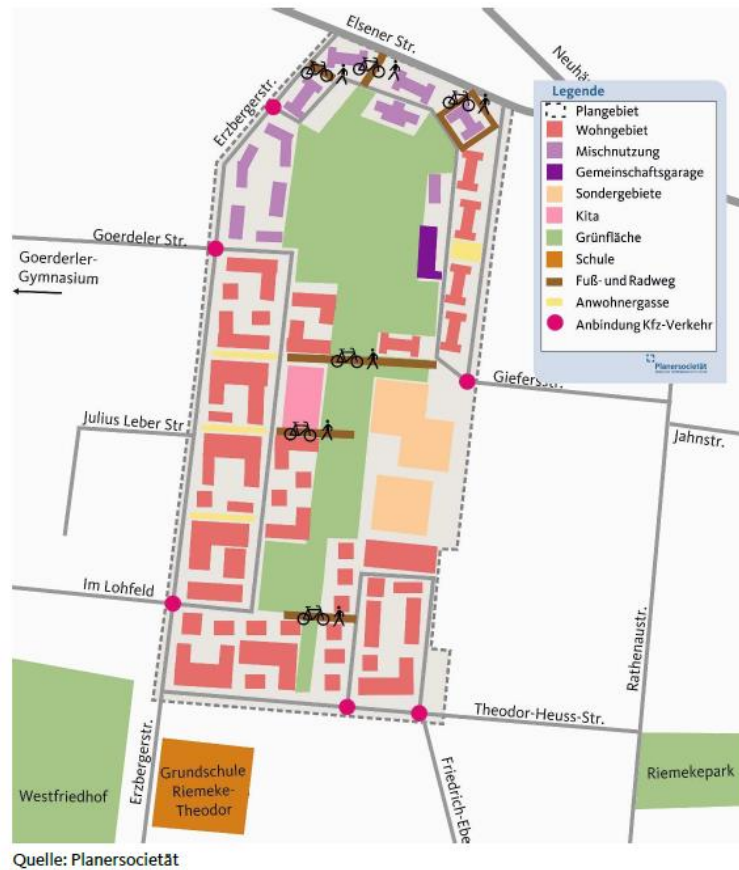 Elsener Str.
Neuhä
Erzbergerstr.
Legende
Plangebiet
Wohngebiet
Mischnutzung
Gemeinschaftsgarage
Sondergebiete
Kita
Grünfläche
Schule
Fuß- und Radweg
Anwohnergasse
Anbindung Kfz-Verkehr
Planersocietät
Goerdeler Str.
Goerderler-
Gymnasium
Giefersstr.
Julius Leber Str
Jahnstr.
Im Lohfeld
Rathenaustr.
Theodor-Heuss-Str.
Erzbergerstr.
Friedrich-Ebe
Grundschule
Riemeke-
Theodor
Westfriedhof
Riemekepark
Quelle: Planersocietät